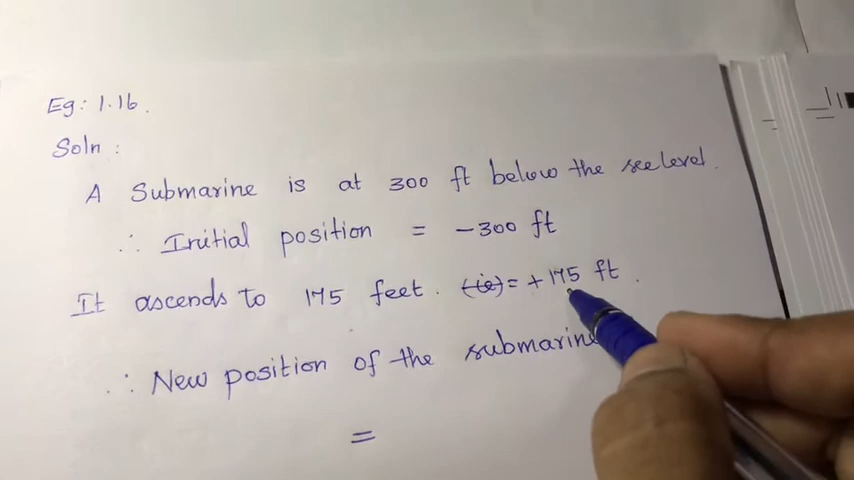 Eg: 1.16.
Soln:
A Submarine is at 300 ft below the seelevel.
∴ Initial position = -300 ft
It ascends to 175 feet. (ie) = +175 ft.
∴ New position of the submarine
=